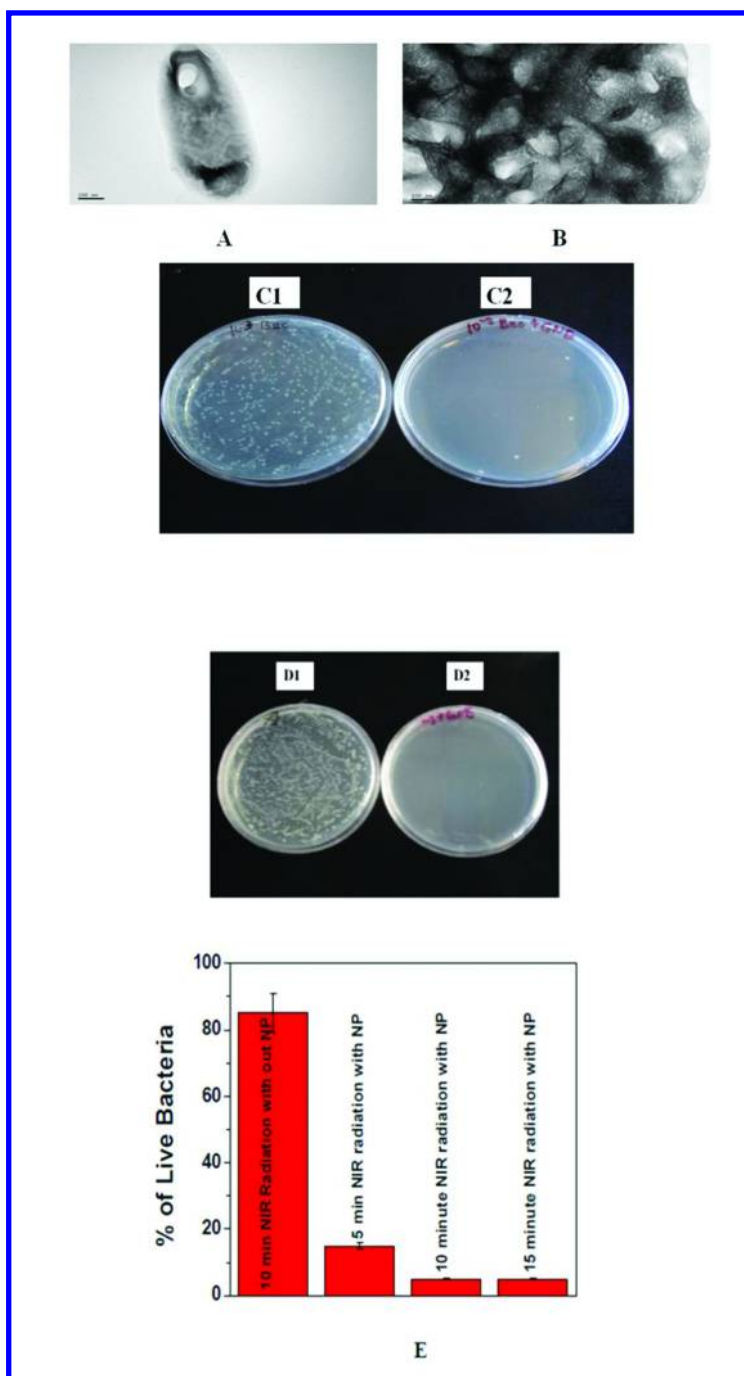 A
B
C1
C2
10⁻²
D1
D2
100
80
60
40
20
0
% of Live Bacteria
10 min NIR Radiation with out NP
5 min NIR radiation with NP
10 minute NIR radiation with NP
15 minute NIR radiation with NP
E